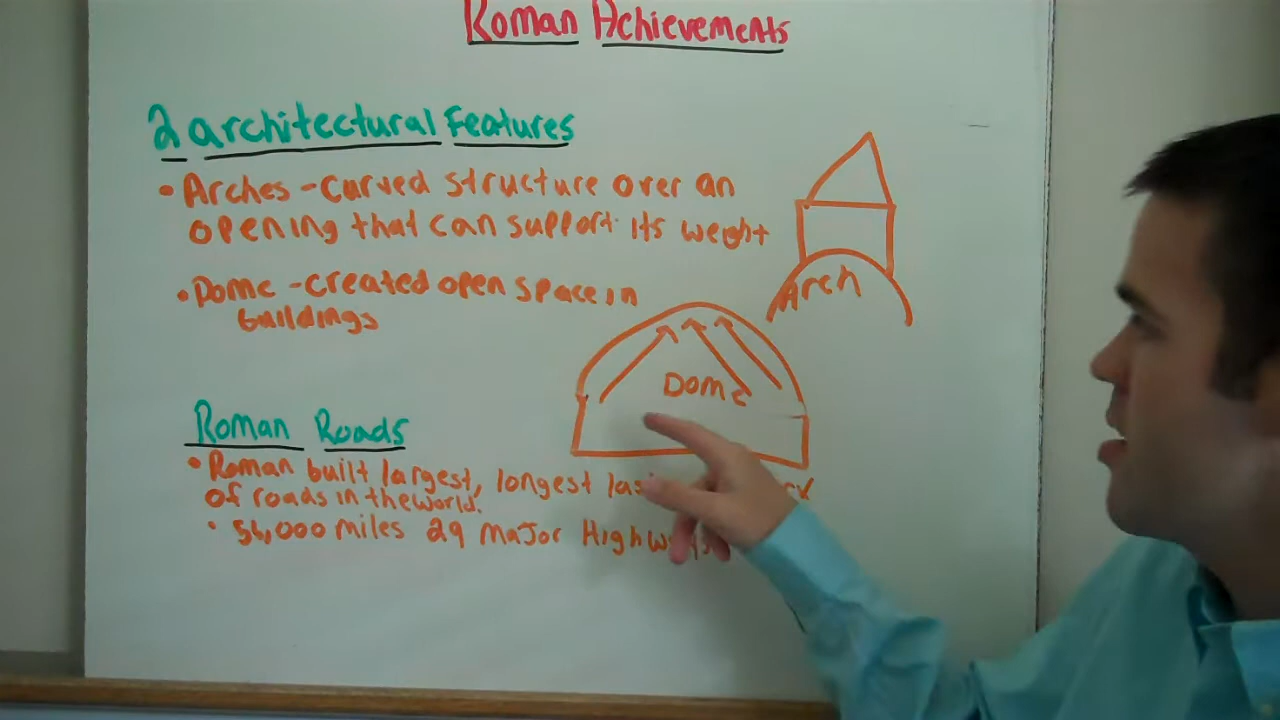 Roman Achievements
2 architectural Features
• Arches - curved structure over an
opening that can support its weight
• Dome - created open space in
buildings
Arch
Dome
Roman Roads
• Roman built largest, longest
of roads in the world.
• 56,000 miles 29 Major Highways